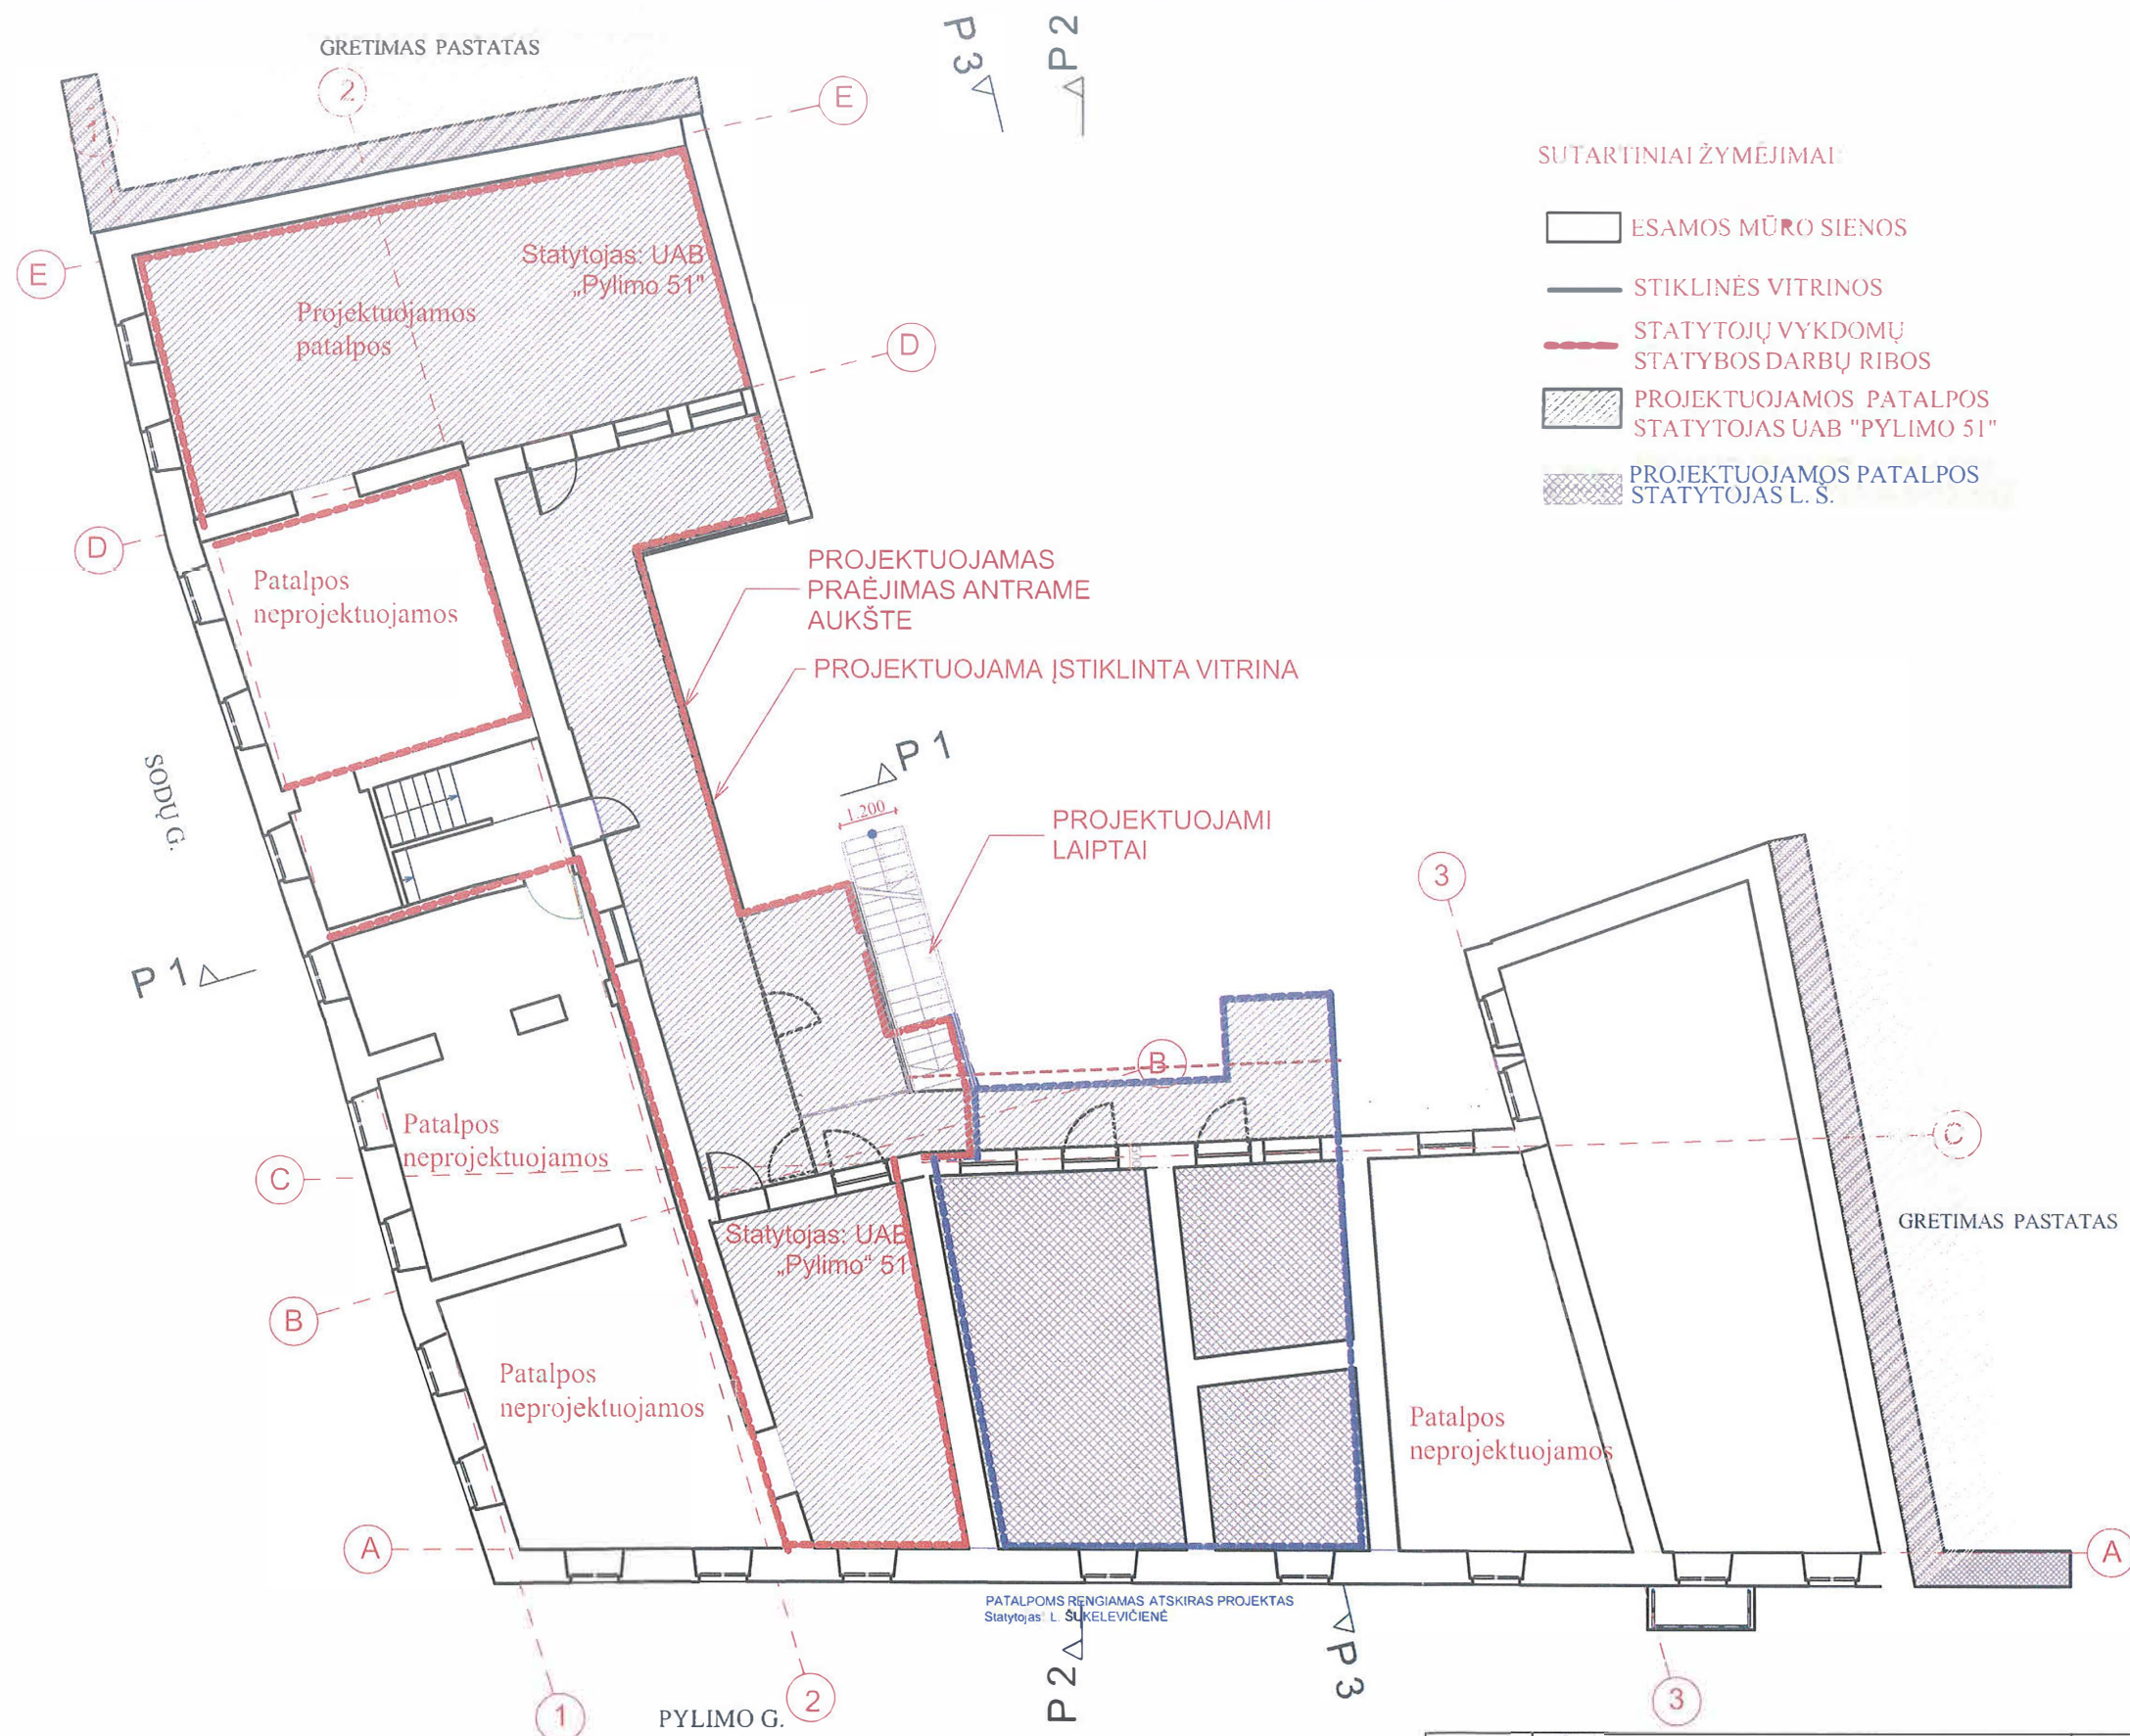 GRETIMAS PASTATAS
P 3
P 2
2
E
1
SUTARTINIAI ŽYMĖJIMAI:
ESAMOS MŪRO SIENOS
STIKLINĖS VITRINOS
STATYTOJŲ VYKDOMŲ
STATYBOS DARBŲ RIBOS
PROJEKTUOJAMOS PATALPOS
STATYTOJAS UAB "PYLIMO 51"
PROJEKTUOJAMOS PATALPOS
STATYTOJAS L. Š.
E
Statytojas: UAB
„Pylimo 51"
Projektuojamos
patalpos
D
D
PROJEKTUOJAMAS
PRAĖJIMAS ANTRAME
AUKŠTE
Patalpos
neprojektuojamos
PROJEKTUOJAMA ĮSTIKLINTA VITRINA
SODŲ G.
P 1
1.200
PROJEKTUOJAMI
LAIPTAI
3
P 1
B
Patalpos
neprojektuojamos
C
C
GRETIMAS PASTATAS
Statytojas: UAB
„Pylimo“ 51
B
Patalpos
neprojektuojamos
Patalpos
neprojektuojamos
A
A
PATALPOMS RENGIAMAS ATSKIRAS PROJEKTAS
Statytojas: L. ŠUKELEVIČIENĖ
P 2
P 3
1
PYLIMO G.
2
3